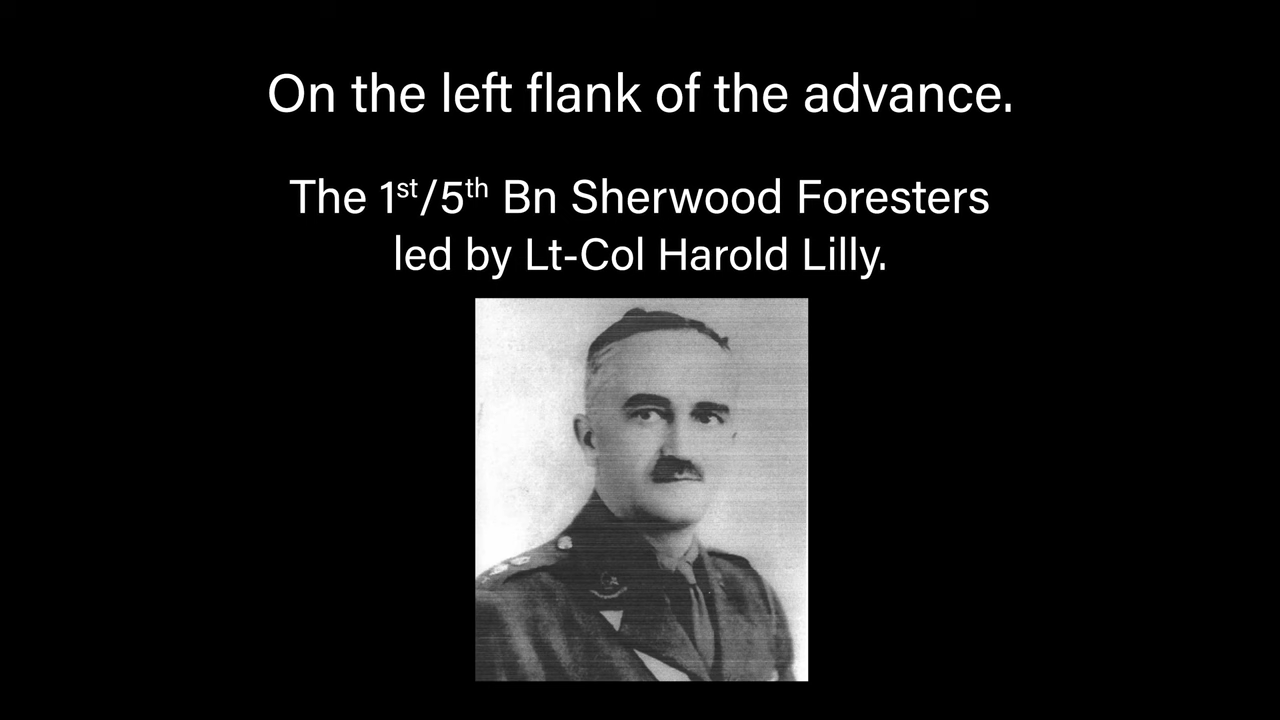 On the left flank of the advance.
The 1st/5th Bn Sherwood Foresters
led by Lt-Col Harold Lilly.